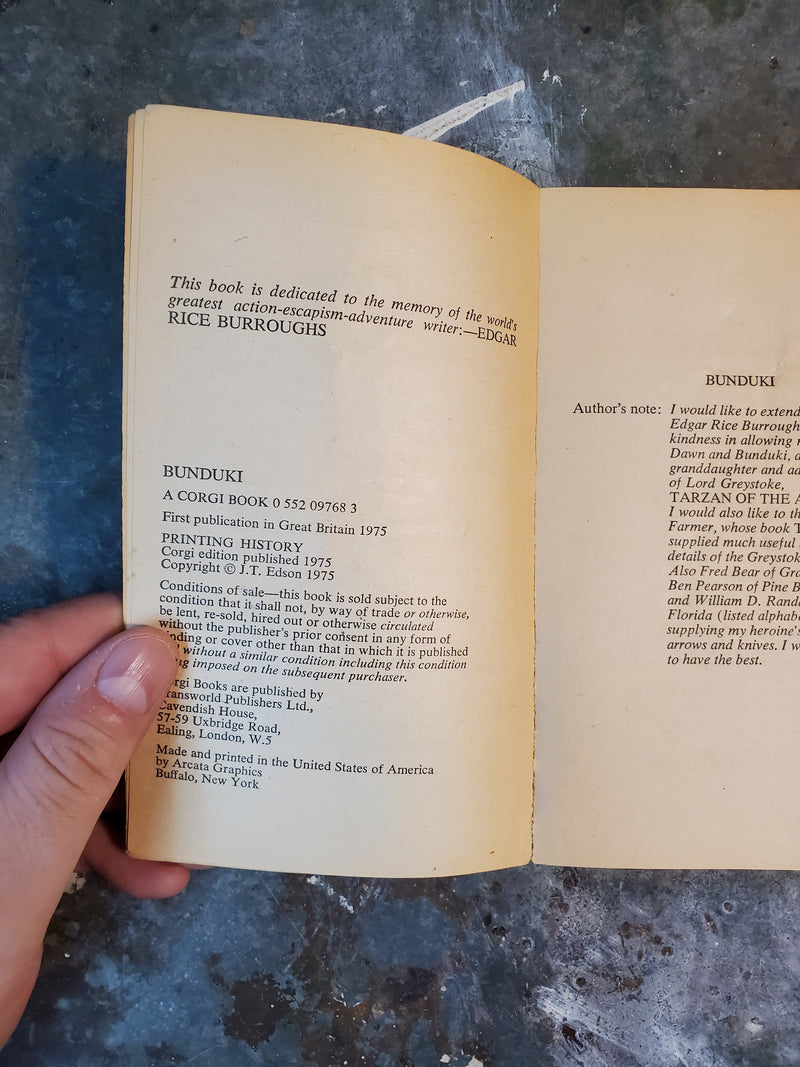 This book is dedicated to the memory of the world's
greatest action-escapism-adventure writer:—EDGAR
RICE BURROUGHS
BUNDUKI
A CORGI BOOK 0 552 09768 3
First publication in Great Britain 1975
PRINTING HISTORY
Corgi edition published 1975
Copyright © J.T. Edson 1975
Conditions of sale—this book is sold subject to the
condition that it shall not, by way of trade or otherwise,
be lent, re-sold, hired out or otherwise circulated
without the publisher's prior consent in any form of
binding or cover other than that in which it is published
without a similar condition including this condition
imposed on the subsequent purchaser.
Corgi Books are published by
Transworld Publishers Ltd.,
Cavendish House,
57-59 Uxbridge Road,
Ealing, London, W.5
Made and printed in the United States of America
by Arcata Graphics
Buffalo, New York
BUNDUKI
Author's note: I would like to extend
Edgar Rice Burrough
kindness in allowing
Dawn and Bunduki, a
granddaughter and ad
of Lord Greystoke,
TARZAN OF THE A
I would also like to th
Farmer, whose book T
supplied much useful
details of the Greystok
Also Fred Bear of Gra
Ben Pearson of Pine B
and William D. Rand
Florida (listed alphabe
supplying my heroine's
arrows and knives. I w
to have the best.